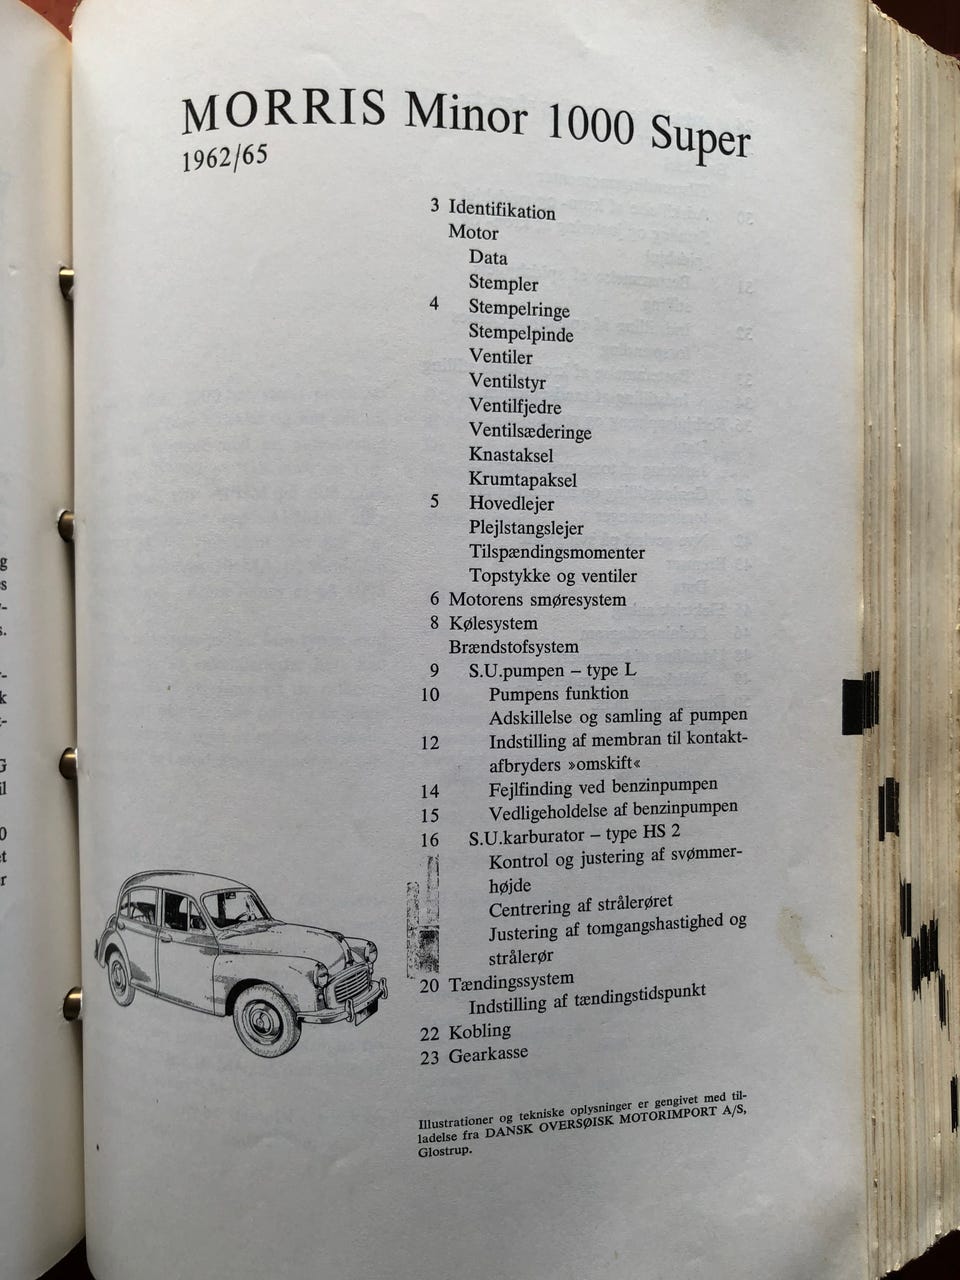 MORRIS Minor 1000 Super
1962/65
3 Identifikation
Motor
Data
Stempler
4 Stempelringe
Stempelpinde
Ventiler
Ventilstyr
Ventilfjedre
Ventilsæderinge
Knastaksel
Krumtapaksel
5 Hovedlejer
Plejlstangslejer
Tilspændingsmomenter
Topstykke og ventiler
6 Motorens smøresystem
8 Kølesystem
Brændstofsystem
9 S.U.pumpen – type L
10 Pumpens funktion
Adskillelse og samling af pumpen
12 Indstilling af membran til kontakt-
afbryders »omskift«
14 Fejlfinding ved benzinpumpen
15 Vedligeholdelse af benzinpumpen
16 S.U.karburator – type HS 2
Kontrol og justering af svømmer-
højde
Centrering af strålerøret
Justering af tomgangshastighed og
strålerør
20 Tændingssystem
Indstilling af tændingstidspunkt
22 Kobling
23 Gearkasse
Illustrationer og tekniske oplysninger er gengivet med til-
ladelse fra DANSK OVERSØISK MOTORIMPORT A/S,
Glostrup.